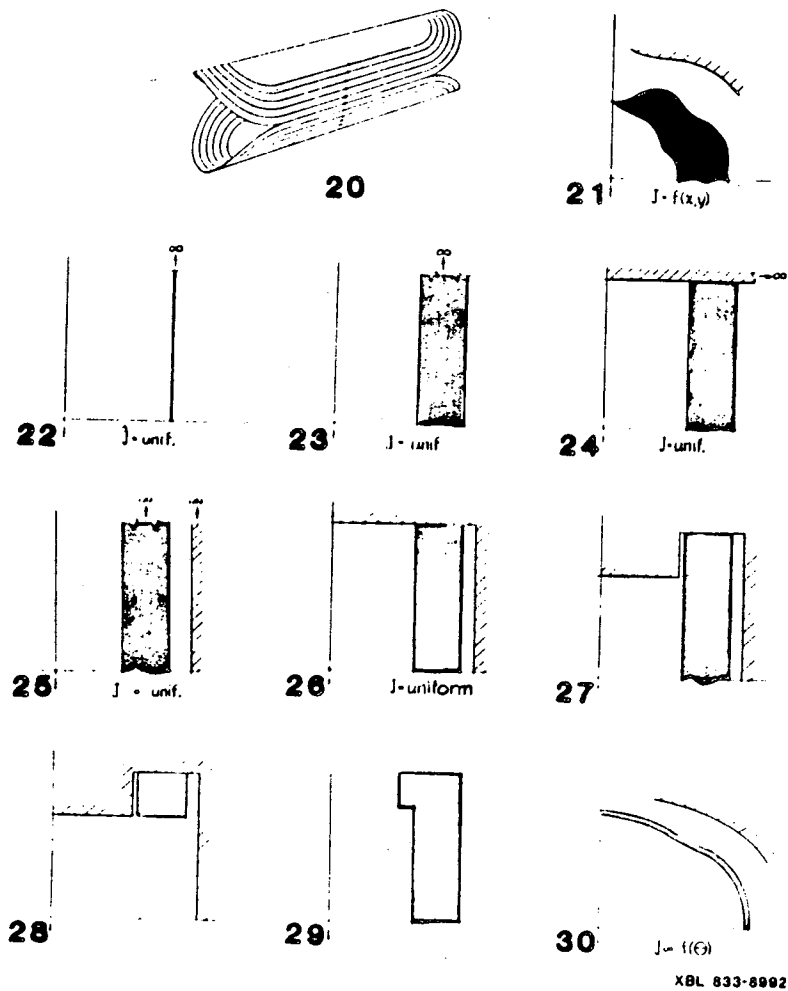 20
21 J=f(x,y)
∞
∞
→∞
22 J=unif.
23 J=unif
24 J=unif.
25 J = unif.
26 J=uniform
27
28
29
30 J∞f(Θ)
XBL 833-8992